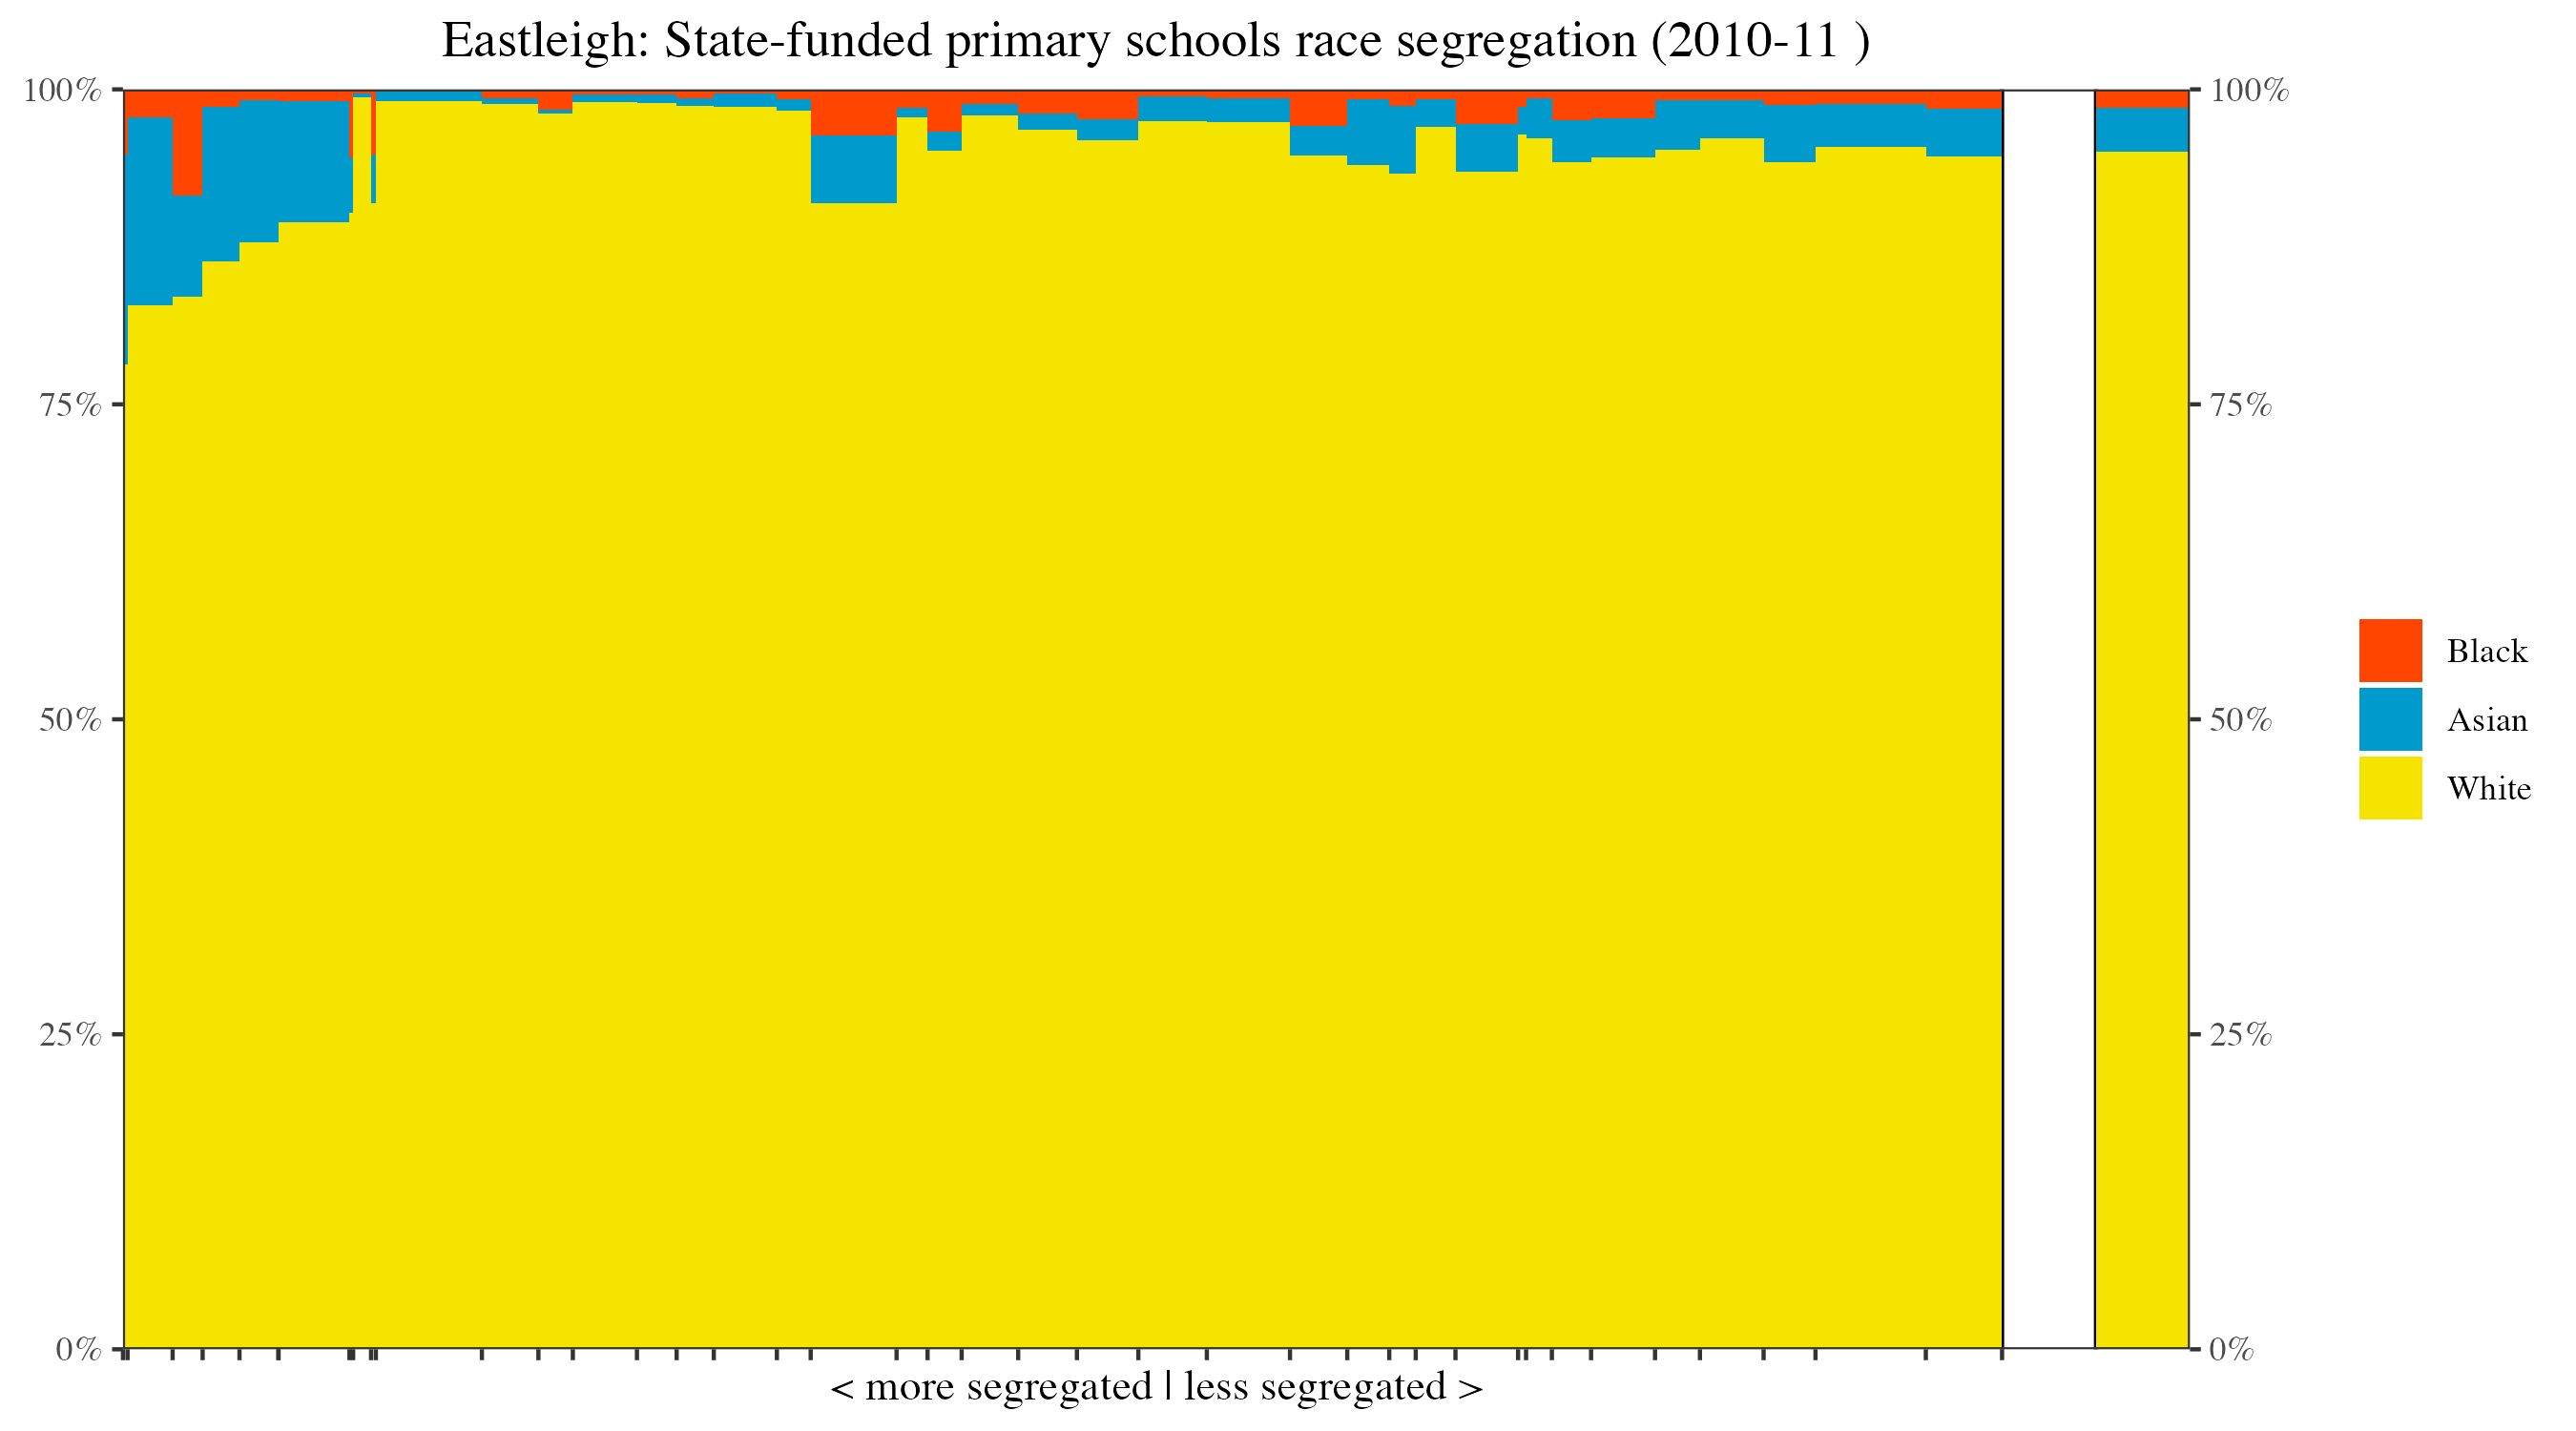 Eastleigh: State-funded primary schools race segregation (2010-11 )
100%
75%
50%
25%
0%
100%
75%
50%
25%
0%
Black
Asian
White
< more segregated | less segregated >